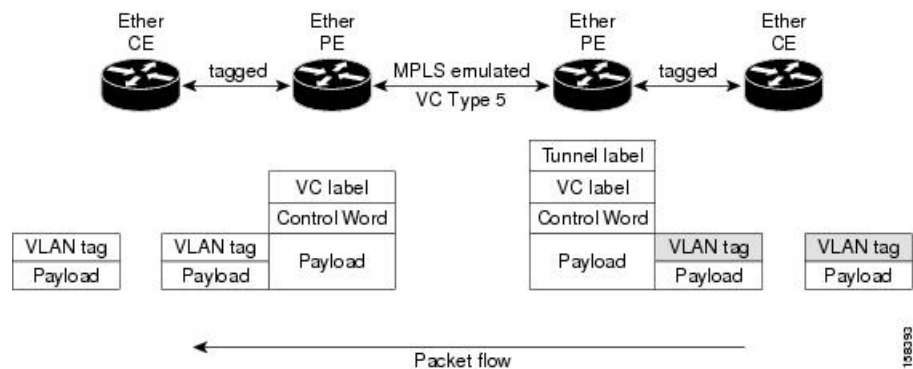 Ether CE
Ether PE
Ether PE
Ether CE
tagged
MPLS emulated
VC Type 5
tagged
VLAN tag
Payload
VLAN tag
Payload
VC label
Control Word
Payload
Tunnel label
VC label
Control Word
Payload
VLAN tag
Payload
VLAN tag
Payload
Packet flow
158393